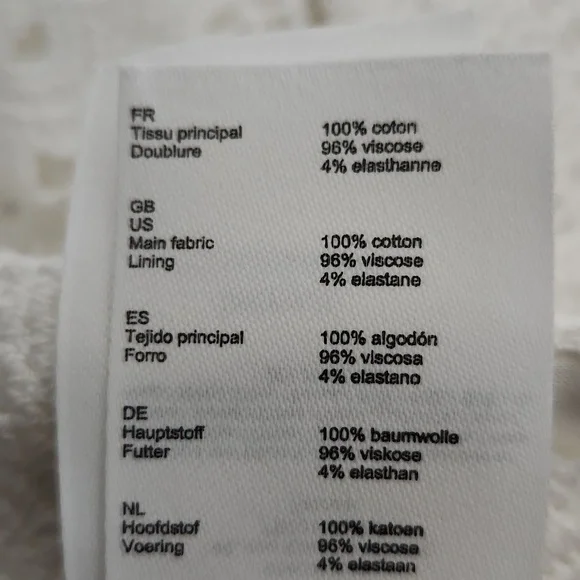 FR
Tissu principal 100% coton
Doublure 96% viscose
4% elasthanne
GB
US
Main fabric 100% cotton
Lining 96% viscose
4% elastane
ES
Tejido principal 100% algodón
Forro 96% viscosa
4% elastano
DE
Hauptstoff 100% baumwolle
Futter 96% viskose
4% elasthan
NL
Hoofdstof 100% katoen
Voering 96% viscose
4% elastaan